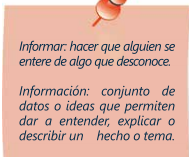 Informar: hacer que alguien se
entere de algo que desconoce.
Información: conjunto de
datos o ideas que permiten
dar a entender, explicar o
describir un hecho o tema.